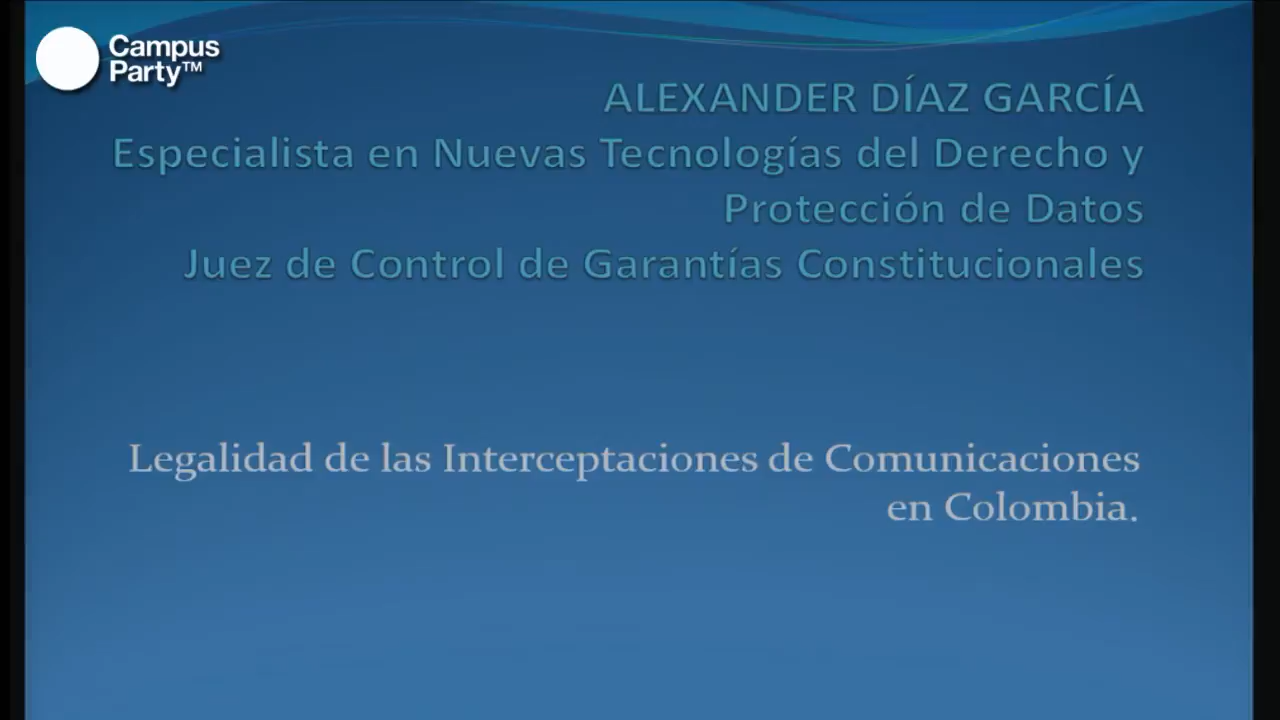 Campus
Party™
ALEXANDER DÍAZ GARCÍA
Especialista en Nuevas Tecnologías del Derecho y
Protección de Datos
Juez de Control de Garantías Constitucionales
Legalidad de las Interceptaciones de Comunicaciones
en Colombia.